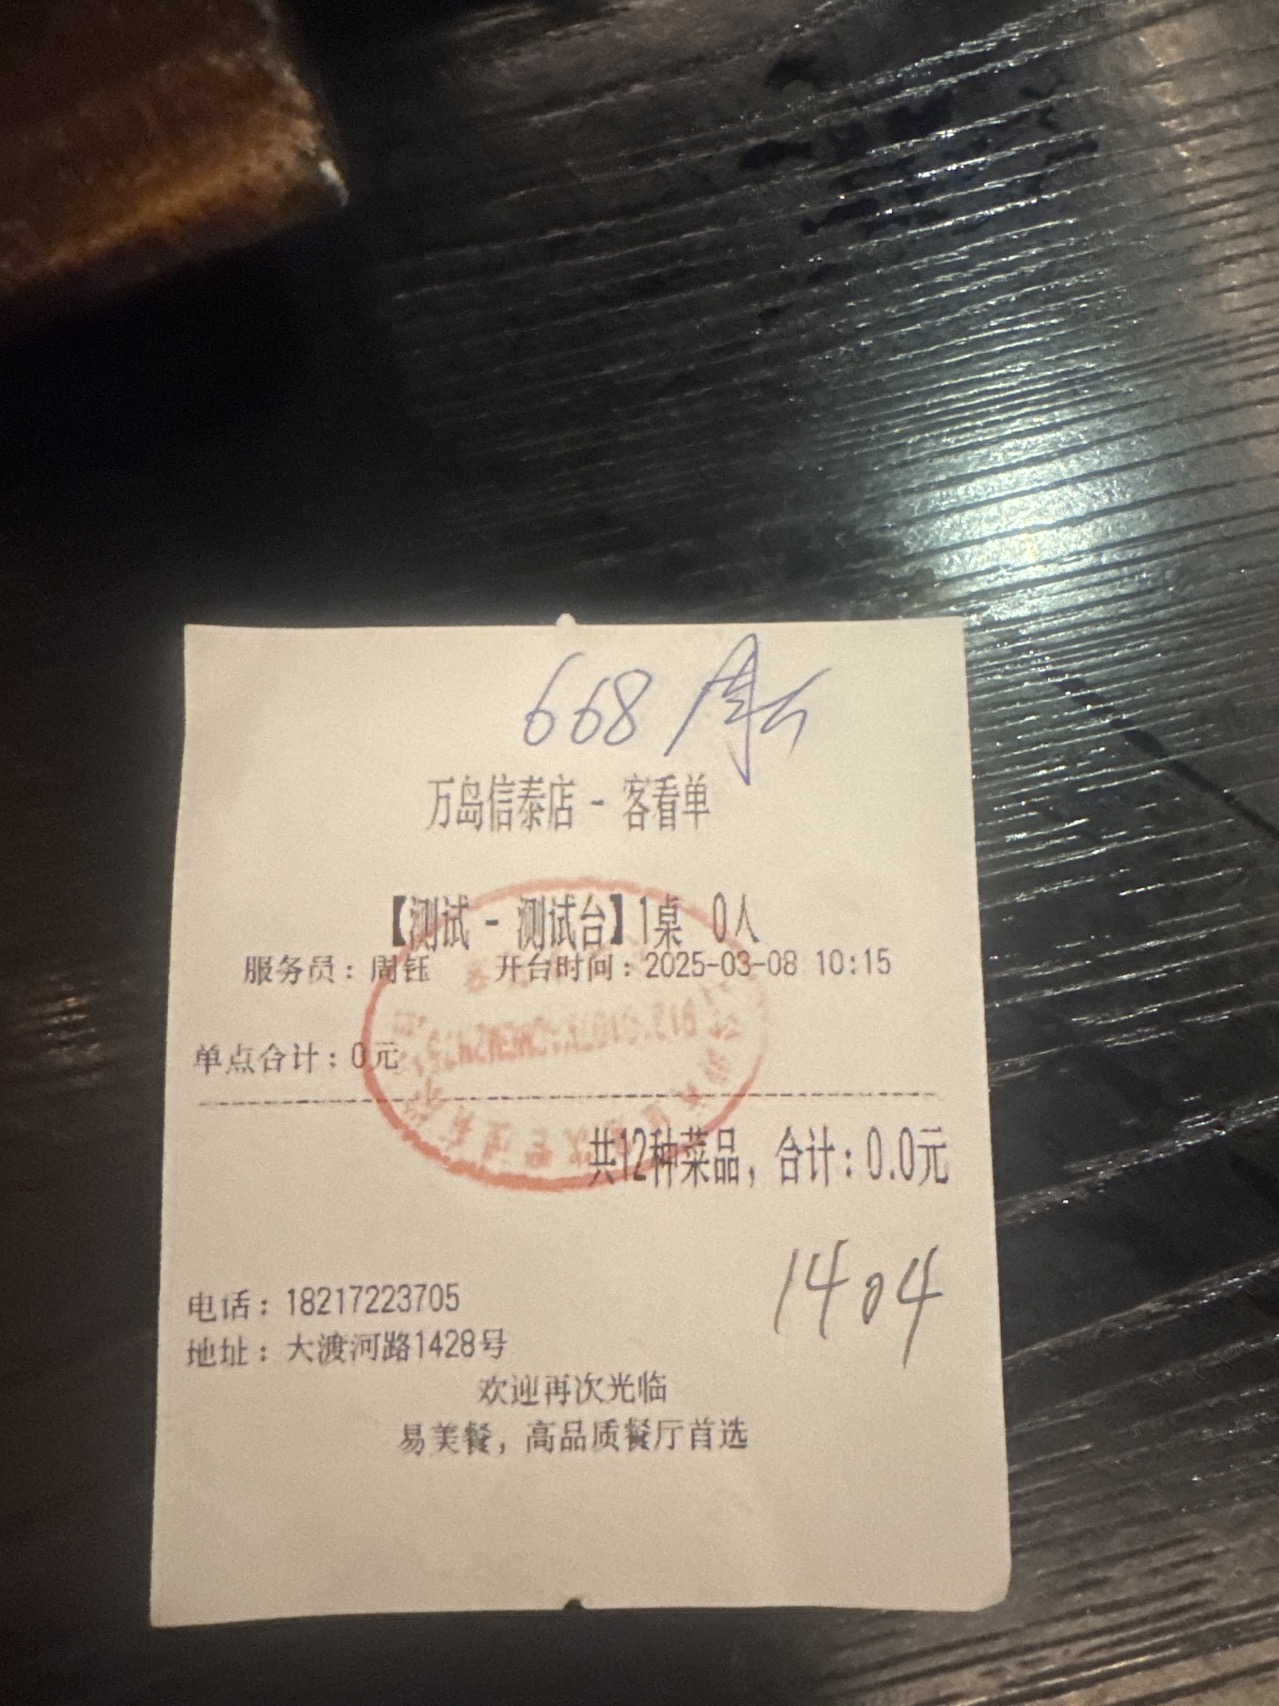 668
万岛信泰店 - 客看单
【测试 - 测试台】1桌 0人
服务员：周钰 开台时间：2025-03-08 10:15
单点合计：0元
共12种菜品，合计：0.0元
1404
电话：18217223705
地址：大渡河路1428号
欢迎再次光临
易美餐，高品质餐厅首选